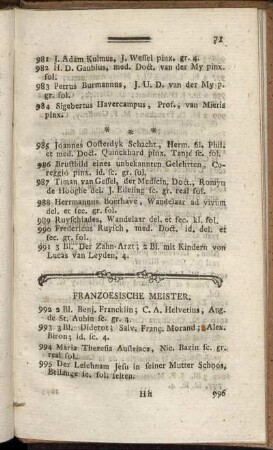 71
981 J. Adam Kulmus, J. Wessel pinx. gr. 4.
982 H. D. Gaubius, med. Doct. van der My pinx.
fol.
983 Petrus Burmannus, J. U. D. van der My p.
gr. fol.
984 Sigebertus Havercampus, Prof., van Mieris
pinx.
* * *
985 Joannes Oosterdyk Schacht, Herm. fil. Phil.
et med. Doct. Quinckhard pinx. Tanjé sc. fol.
986 Brustbild eines unbekannten Gelehrten, Co-
reggio pinx. id. sc. fol.
987 Timan van Gessel, der Medicin. Doct., Romyn
de Hooghe del. J. Edeling sc. gr. real fol.
988 Herrmannus Boerhave, Wandelaar ad vivum
del. et fec. gr. fol.
989 Ruyschiades, Wandelaar del. et fec. kl. fol.
990 Fredericus Ruysch, med. Doct. id. del. et
fec. gr. fol.
991 3 Bl. Der Zahn-Arzt; 2 Bl. mit Kindern von
Lucas van Leyden, 4.
FRANZOESISCHE MEISTER.
992 2 Bl. Benj. Francklin; C. A. Helvetius, Aug.
de St. Aubin sc. gr. 4.
993 3 Bl. Diderot; Salv. Franç. Morand; Alex.
Biron; id. sc. 4.
994 Maria Theresia Austriaca, Nic. Bazin sc. gr.
real fol.
995 Der Leichnam Jesu in seiner Mutter Schoos,
sc. fol. selten.
Hh 996